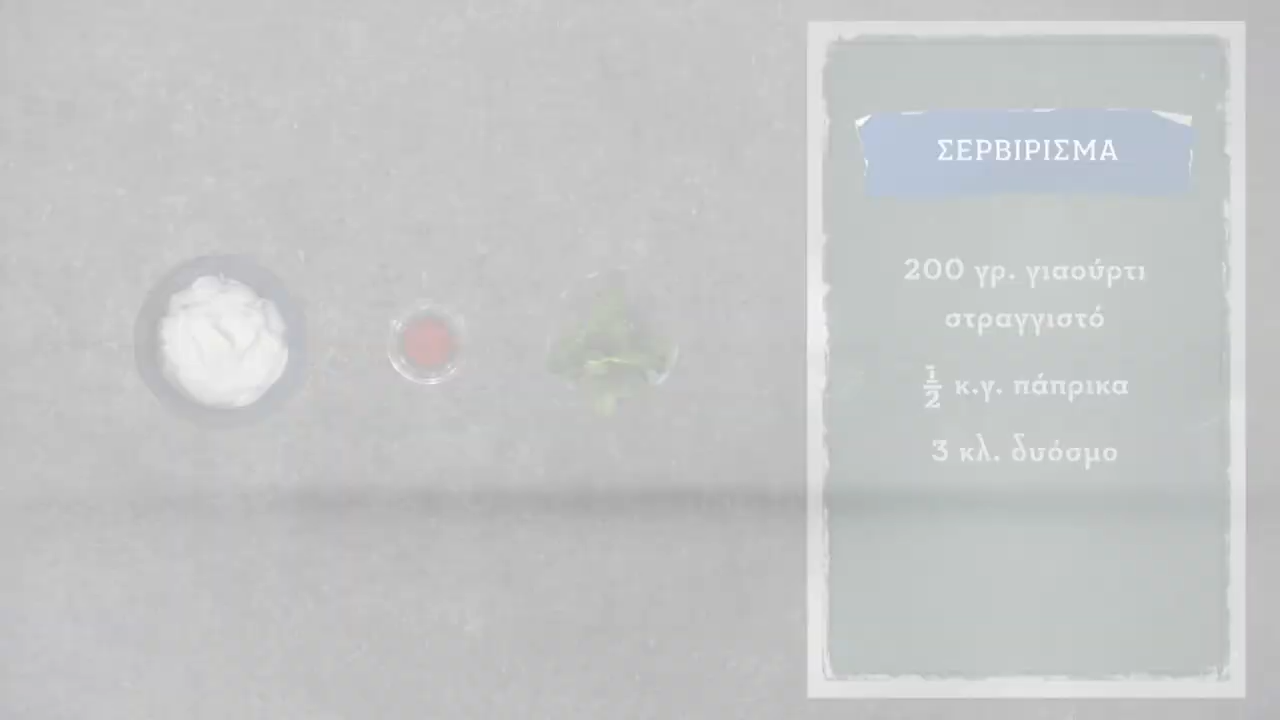 ΣΕΡΒΙΡΙΣΜΑ
200 γρ. γιαούρτι
στραγγιστό
½ κ.γ. πάπρικα
3 κλ. δυόσμο